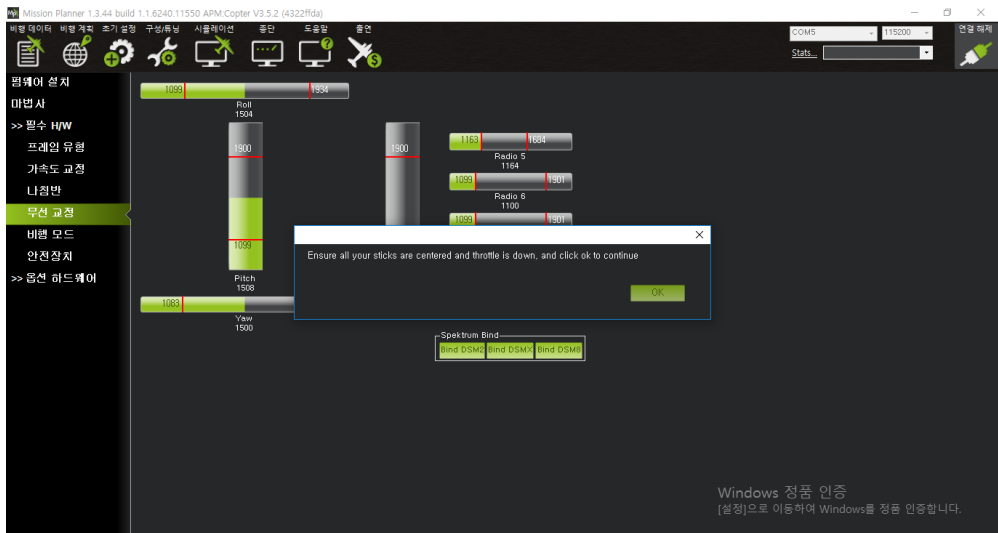 Mission Planner 1.3.44 build 1.1.6240.11550 APM:Copter V3.5.2 (4322ffda)
비행 데이터 비행 계획 초기 설정 구성/튜닝 시뮬레이션 종단 도움말 출연
COM5 115200 연결 해제
Stats...
펌웨어 설치
마법사
>> 필수 H/W
프레임 유형
가속도 교정
나침반
무선 교정
비행 모드
안전장치
>> 옵션 하드웨어
1099 1934
Roll
1504
1900
1099
Pitch
1508
1900
1083
Yaw
1500
1163 1684
Radio 5
1164
1099 1901
Radio 6
1100
1099 1901
Ensure all your sticks are centered and throttle is down, and click ok to continue
OK
Spektrum Bind
Bind DSM2 Bind DSMX Bind DSM8
Windows 정품 인증
[설정]으로 이동하여 Windows를 정품 인증합니다.